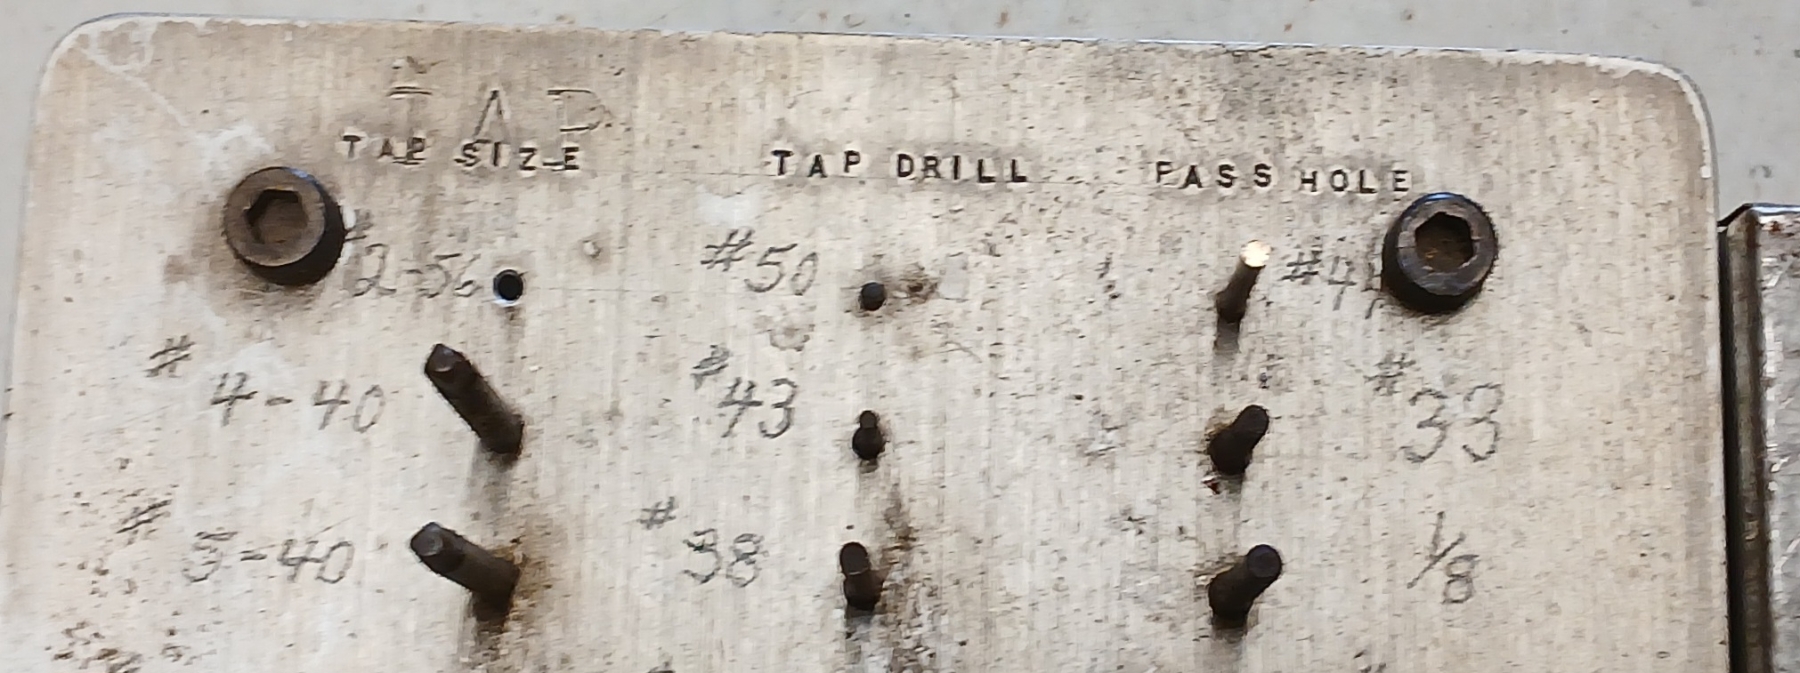 TAP
TAP SIZE TAP DRILL PASS HOLE
#2-56 #50
#4-40 #43 #33
#5-40 #38 1/8